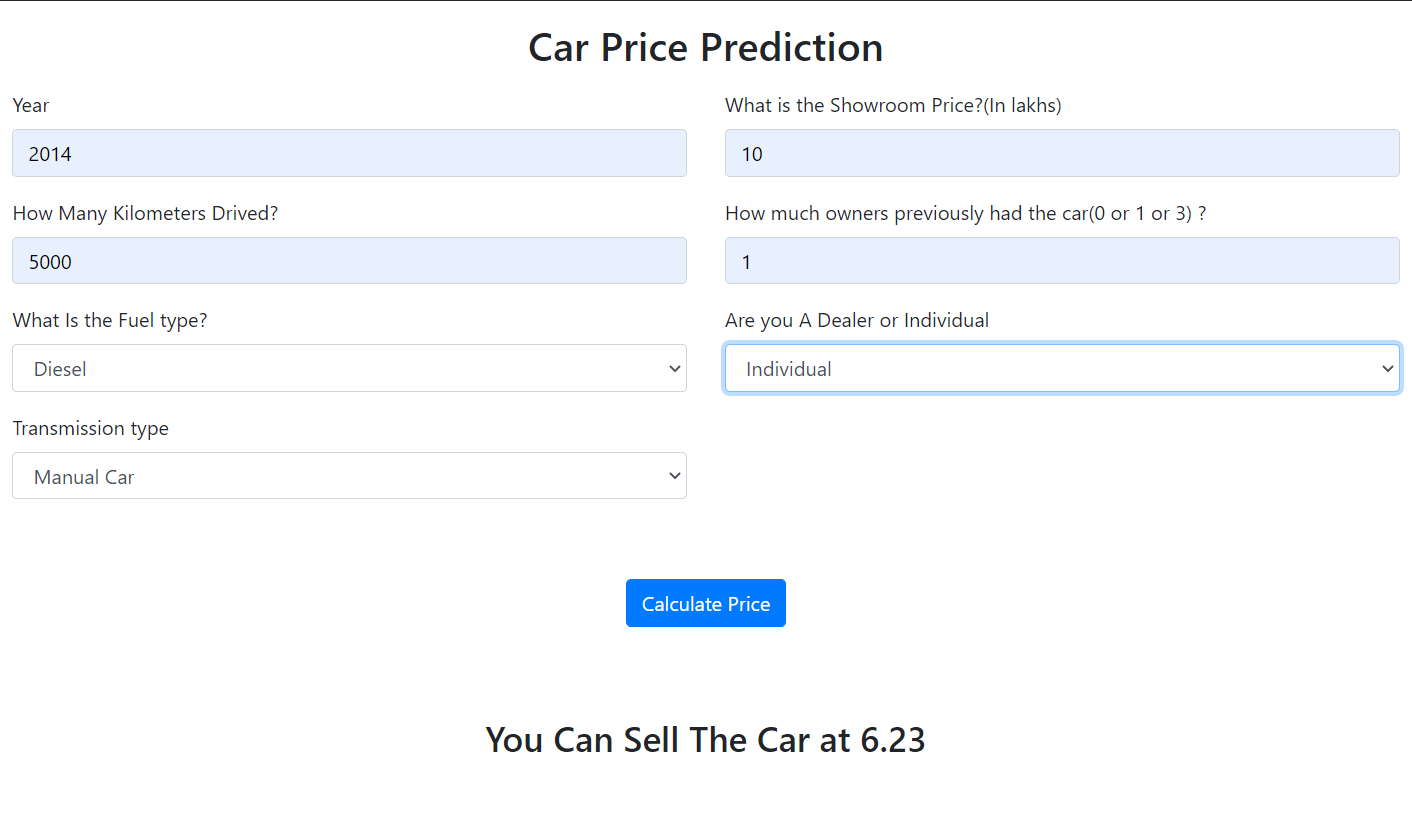 Car Price Prediction
Year
What is the Showroom Price?(In lakhs)
2014
10
How Many Kilometers Drived?
How much owners previously had the car(0 or 1 or 3) ?
5000
1
What Is the Fuel type?
Are you A Dealer or Individual
Diesel
Individual
Transmission type
Manual Car
Calculate Price
You Can Sell The Car at 6.23